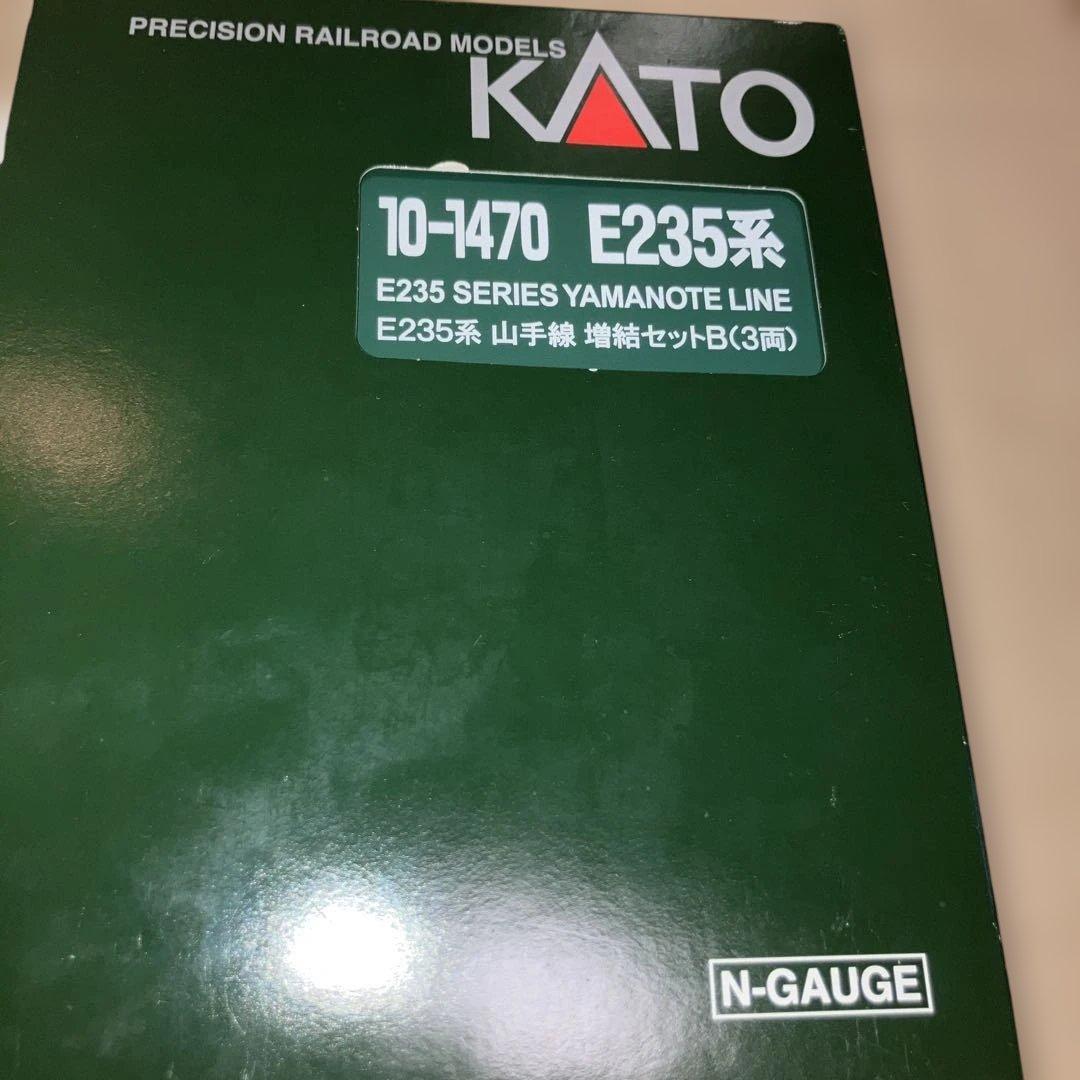 PRECISION RAILROAD MODELS
KATO
10-1470 E235系
E235 SERIES YAMANOTE LINE
E235系 山手線 増結セットB(3両)
N-GAUGE